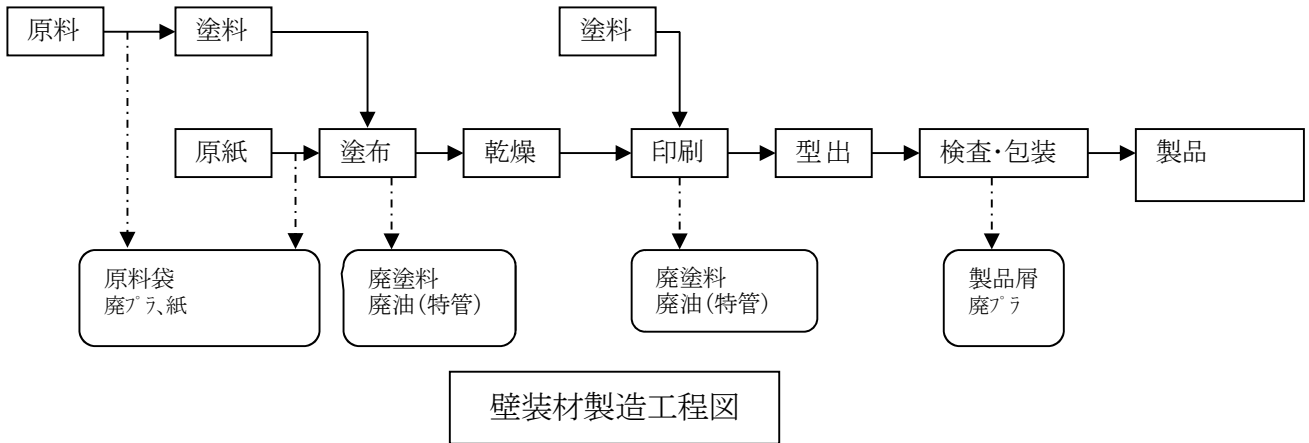 原料
塗料
塗料
原紙
塗布
乾燥
印刷
型出
検査・包装
製品
原料袋
廃プラ、紙
廃塗料
廃油(特管)
廃塗料
廃油(特管)
製品屑
廃プラ
壁装材製造工程図